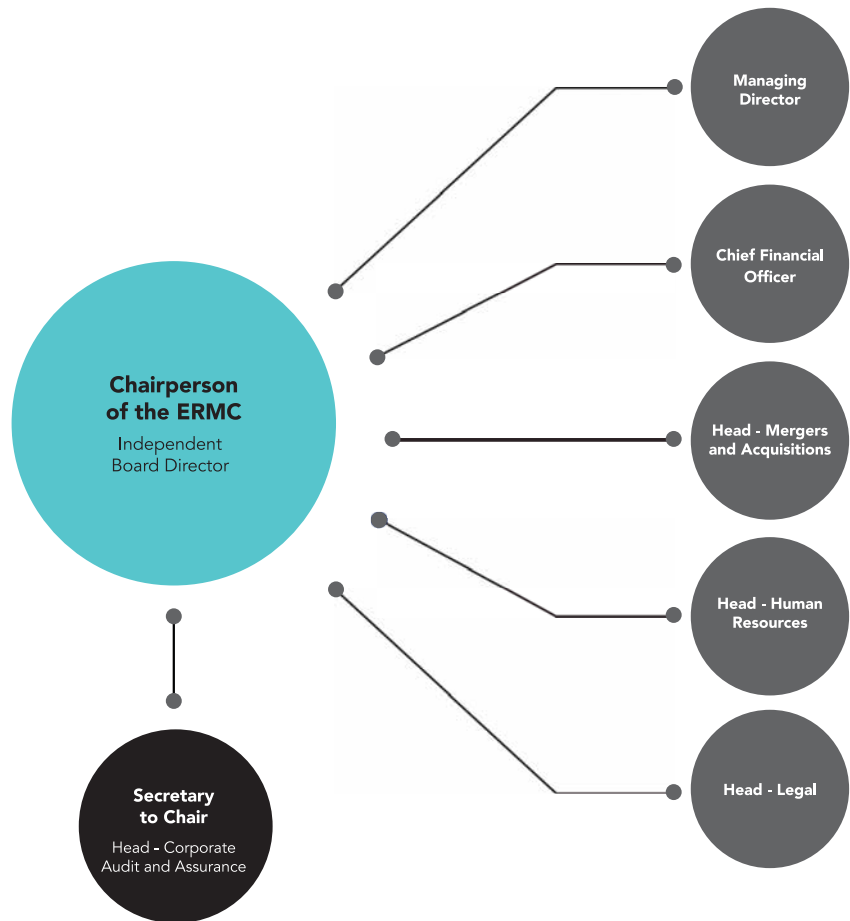 Managing
Director
Chief Financial
Officer
Chairperson
of the ERMC
Independent
Board Director
Head - Mergers
and Acquisitions
Head - Human
Resources
Head - Legal
Secretary
to Chair
Head - Corporate
Audit and Assurance